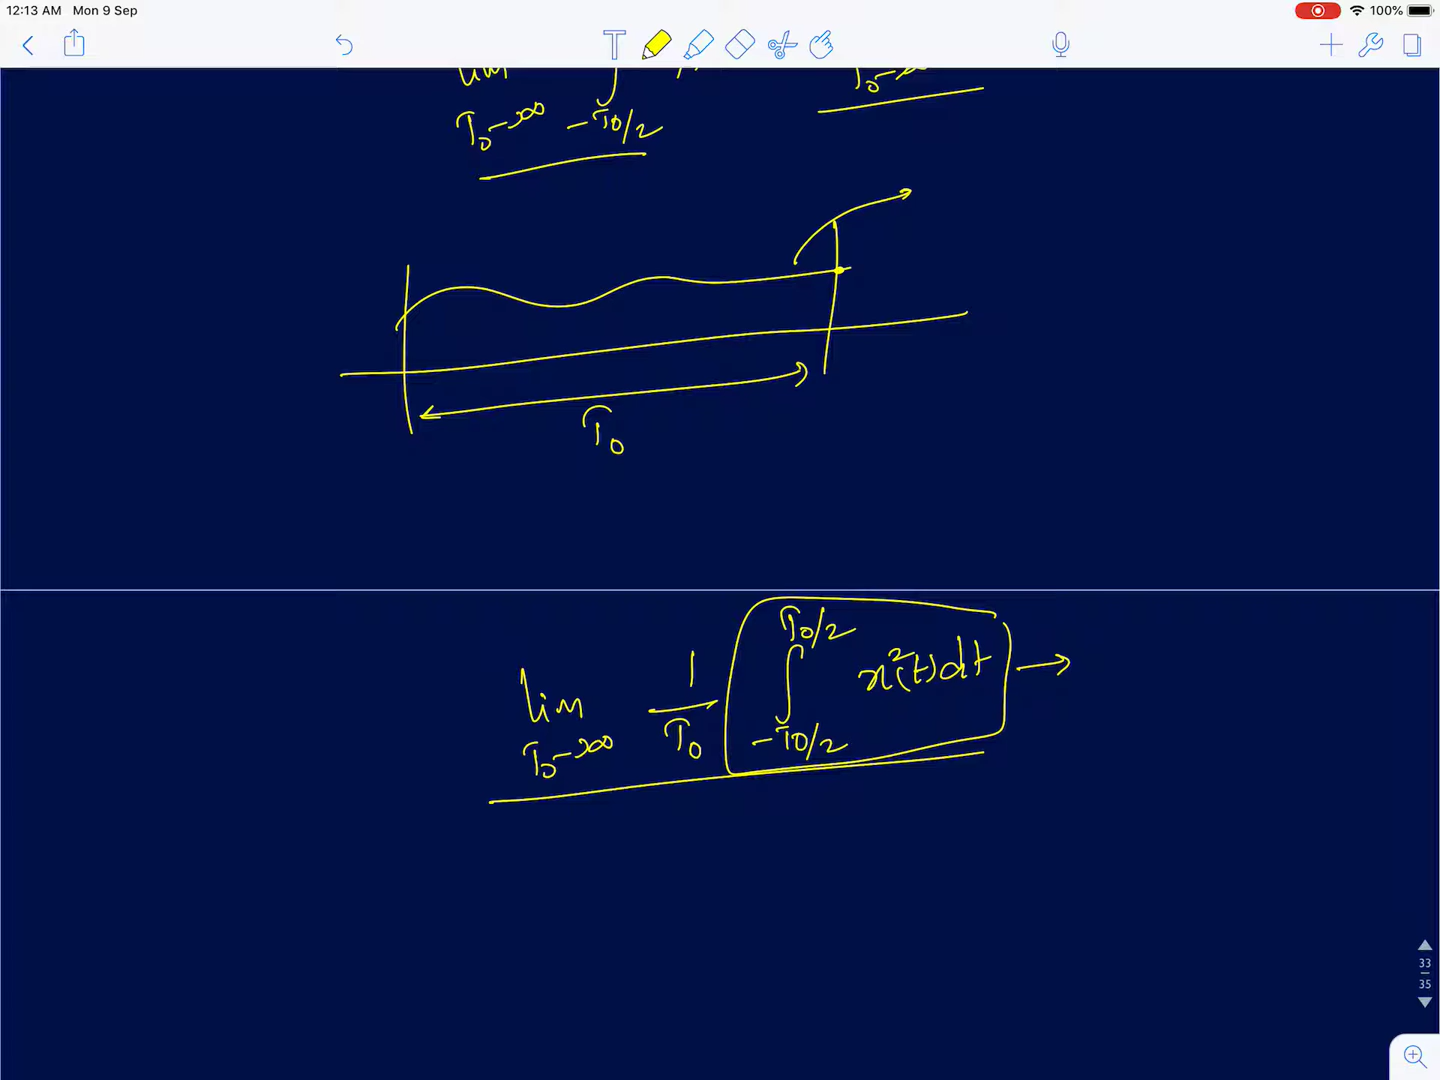 12:13 AM Mon 9 Sep 100%
lim ∫
T₀→∞ -T0/2
T₀
lim 1/T₀ ∫ x²(t)dt →
T₀→∞ -T0/2 T0/2
33
35